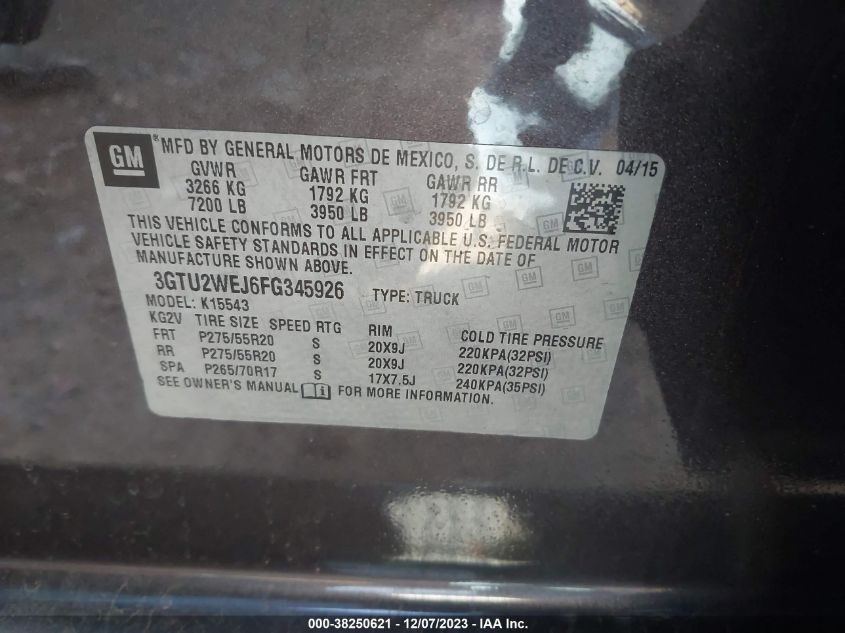 GM ® MFD BY GENERAL MOTORS DE MEXICO, S. DE R.L. DE C.V. 04/15
GVWR GAWR FRT GAWR RR
3266 KG 1792 KG 1792 KG
7200 LB 3950 LB 3950 LB
THIS VEHICLE CONFORMS TO ALL APPLICABLE U.S. FEDERAL MOTOR
VEHICLE SAFETY STANDARDS IN EFFECT ON THE DATE OF
MANUFACTURE SHOWN ABOVE.
3GTU2WEJ6FG345926 TYPE: TRUCK
MODEL: K15543
KG2V TIRE SIZE SPEED RTG RIM COLD TIRE PRESSURE
FRT P275/55R20 S 20X9J 220KPA(32PSI)
RR P275/55R20 S 20X9J 220KPA(32PSI)
SPA P265/70R17 S 17X7.5J 240KPA(35PSI)
SEE OWNER'S MANUAL FOR MORE INFORMATION.
000-38250621 - 12/07/2023 - IAA Inc.